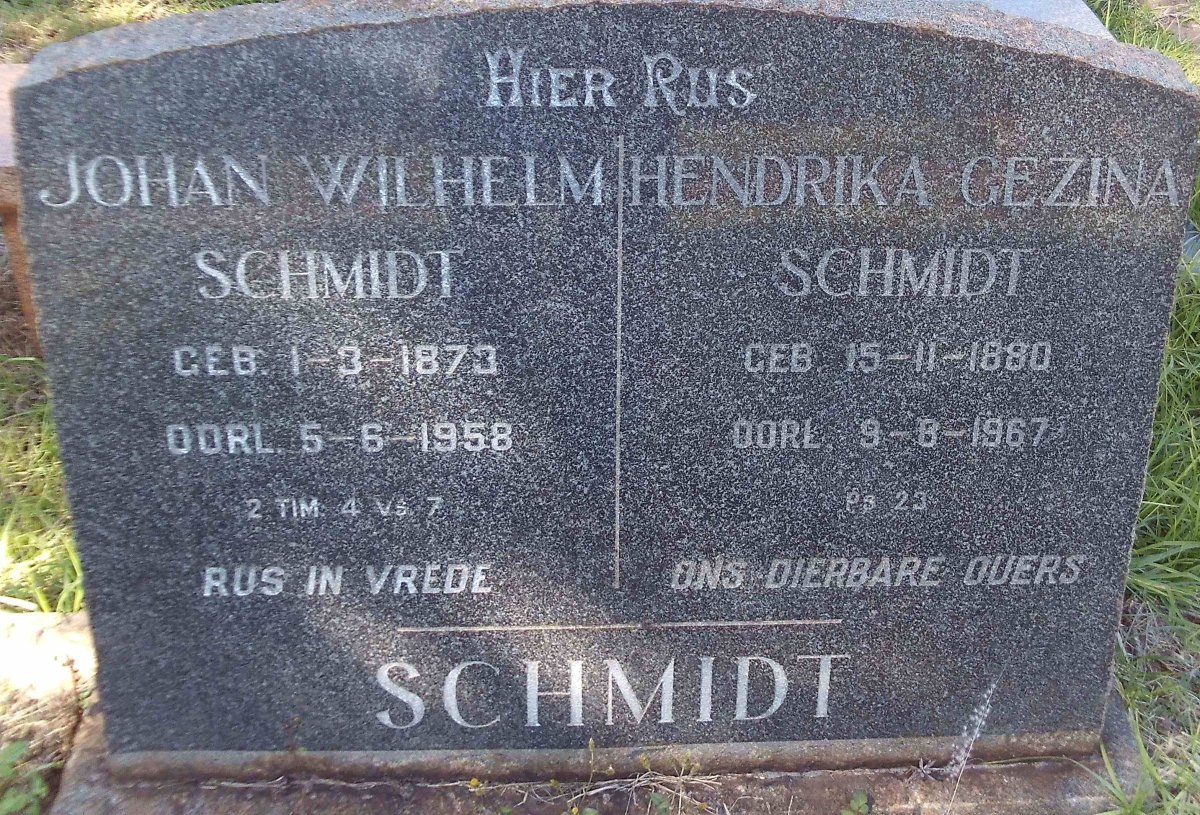 HIER RUS
JOHAN WILHELM
SCHMIDT
GEB. 1-3-1873
OORL. 5-6-1958
2 TIM. 4 VS. 7
RUS IN VREDE
HENDRIKA GEZINA
SCHMIDT
GEB. 15-11-1880
OORL. 9-8-1967
PS 23
ONS DIERBARE OUERS
SCHMIDT